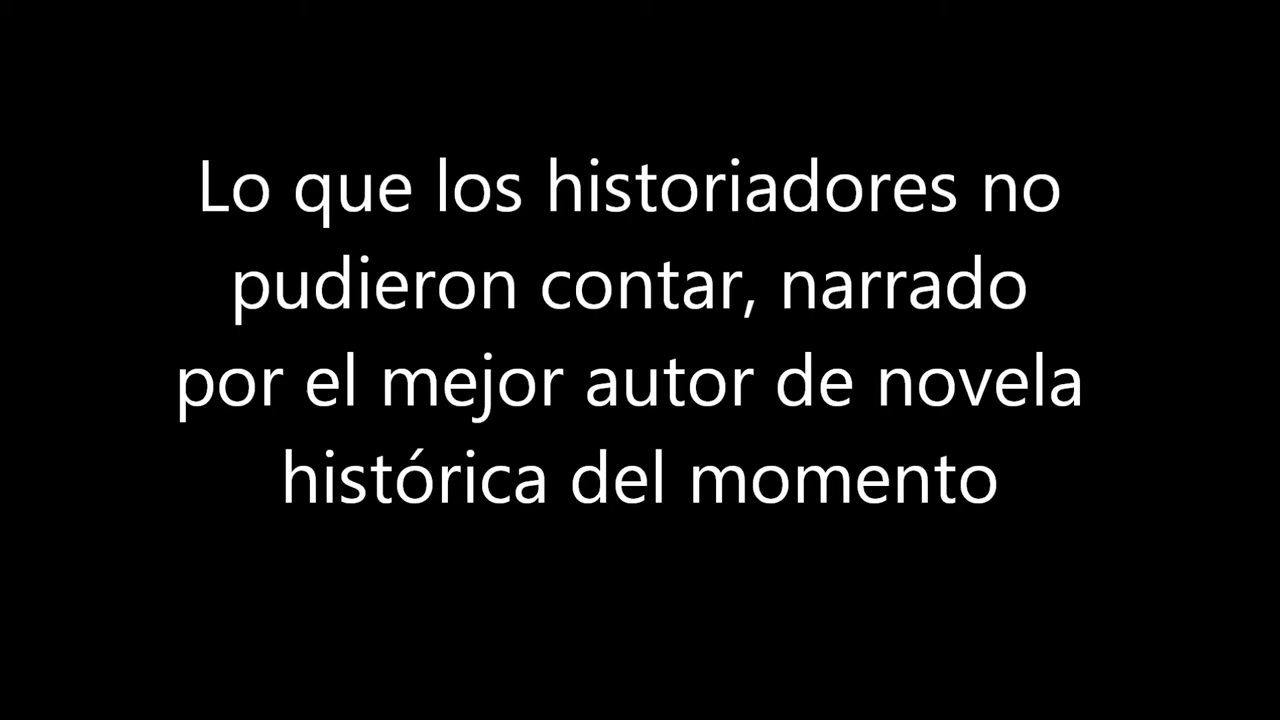 Lo que los historiadores no
pudieron contar, narrado
por el mejor autor de novela
histórica del momento